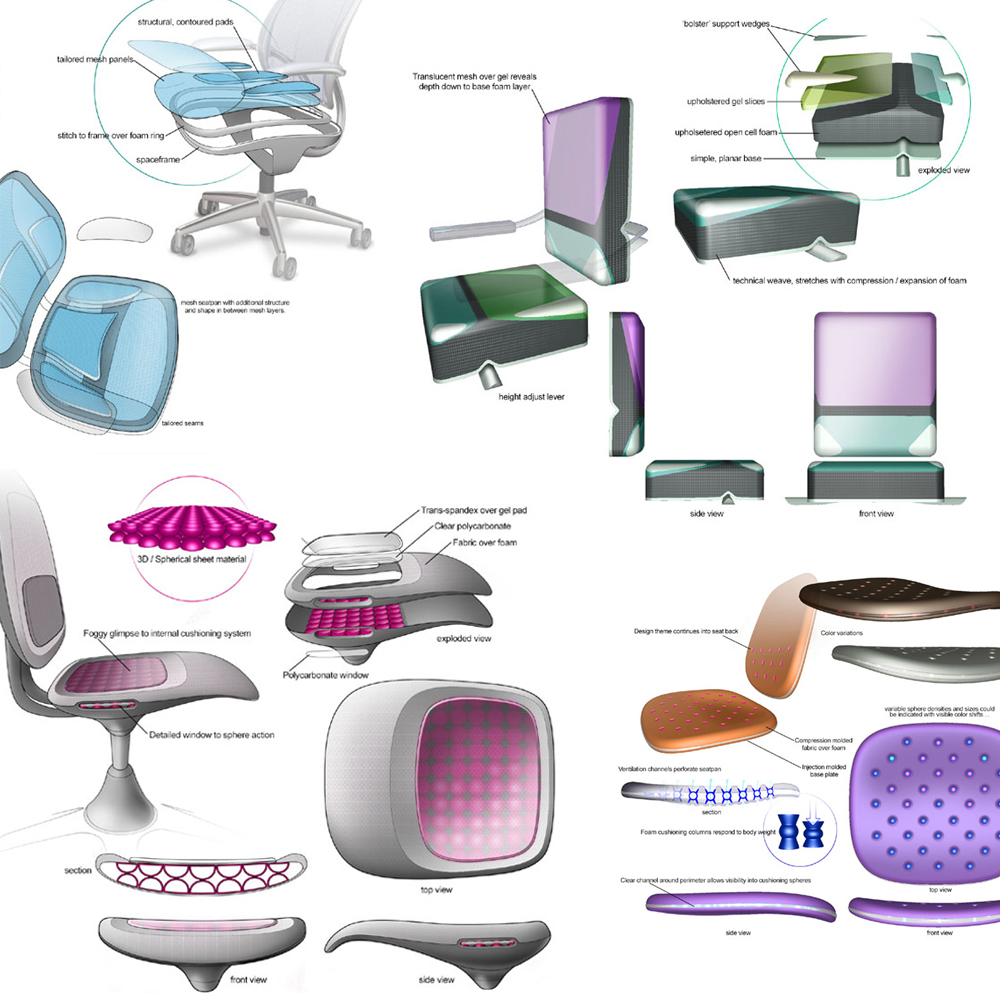 structural, contoured pads
tailored mesh panels
stitch to frame over foam ring
spaceframe
mesh seatpan with additional structure
and shape in between mesh layers.
tailored seams
Translucent mesh over gel reveals
depth down to base foam layer
'bolster' support wedges
upholstered gel slices
upholsetered open cell foam
simple, planar base
exploded view
technical weave, stretches with compression / expansion of foam
height adjust lever
side view
front view
3D / Spherical sheet material
Trans-spandex over gel pad
Clear polycarbonate
Fabric over foam
exploded view
Polycarbonate window
Foggy glimpse to internal cushioning system
Detailed window to sphere action
section
top view
front view
side view
Design theme continues into seat back
Color variations
variable sphere densities and sizes could
be indicated with visible color shifts...
Compression molded
fabric over foam
Injection molded
base plate
Ventilation channels perforate seatpan
section
Foam cushioning columns respond to body weight
top view
Clear channel around perimeter allows visibility into cushioning spheres
side view
front view